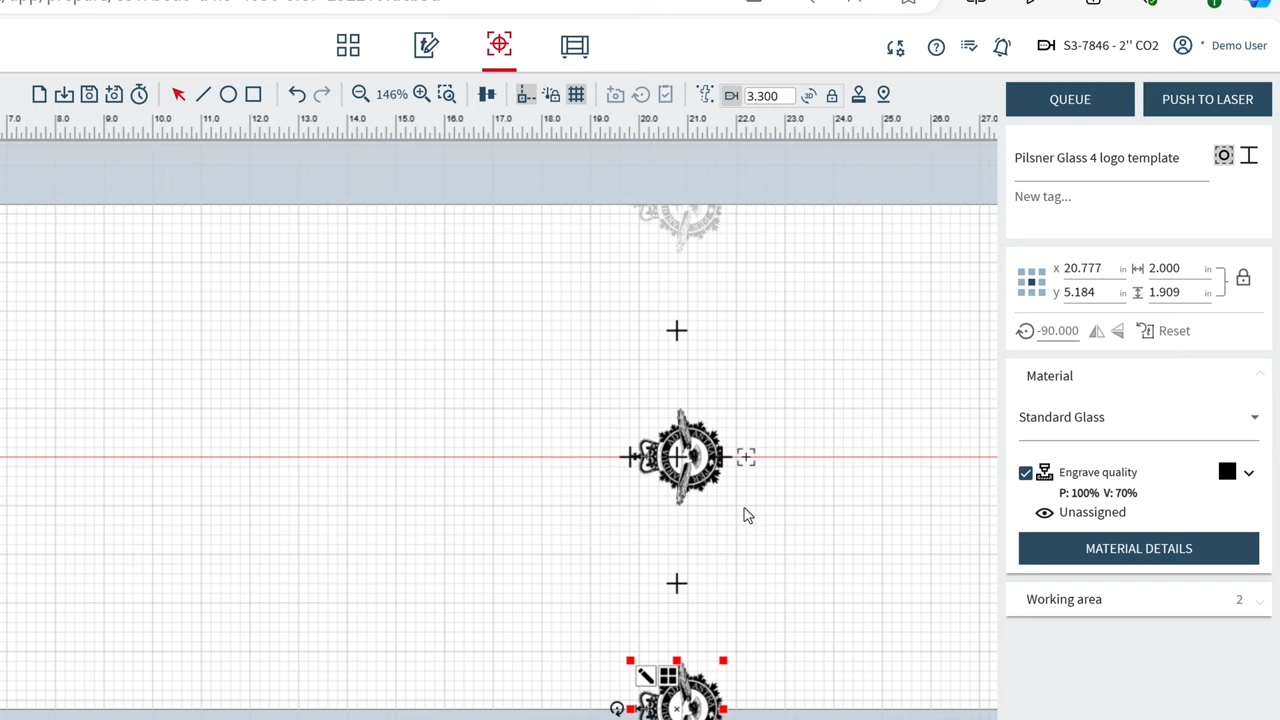 S3-7846 - 2'' CO2
Demo User
146%
3.300
3D
QUEUE
PUSH TO LASER
7.0 8.0 9.0 10.0 11.0 12.0 13.0 14.0 15.0 16.0 17.0 18.0 19.0 20.0 21.0 22.0 23.0 24.0 25.0 26.0 27.0
Pilsner Glass 4 logo template
New tag...
x 20.777 in 2.000 in
y 5.184 in 1.909 in
-90.000 Reset
Material
Standard Glass
Engrave quality
P: 100% V: 70%
Unassigned
MATERIAL DETAILS
Working area 2